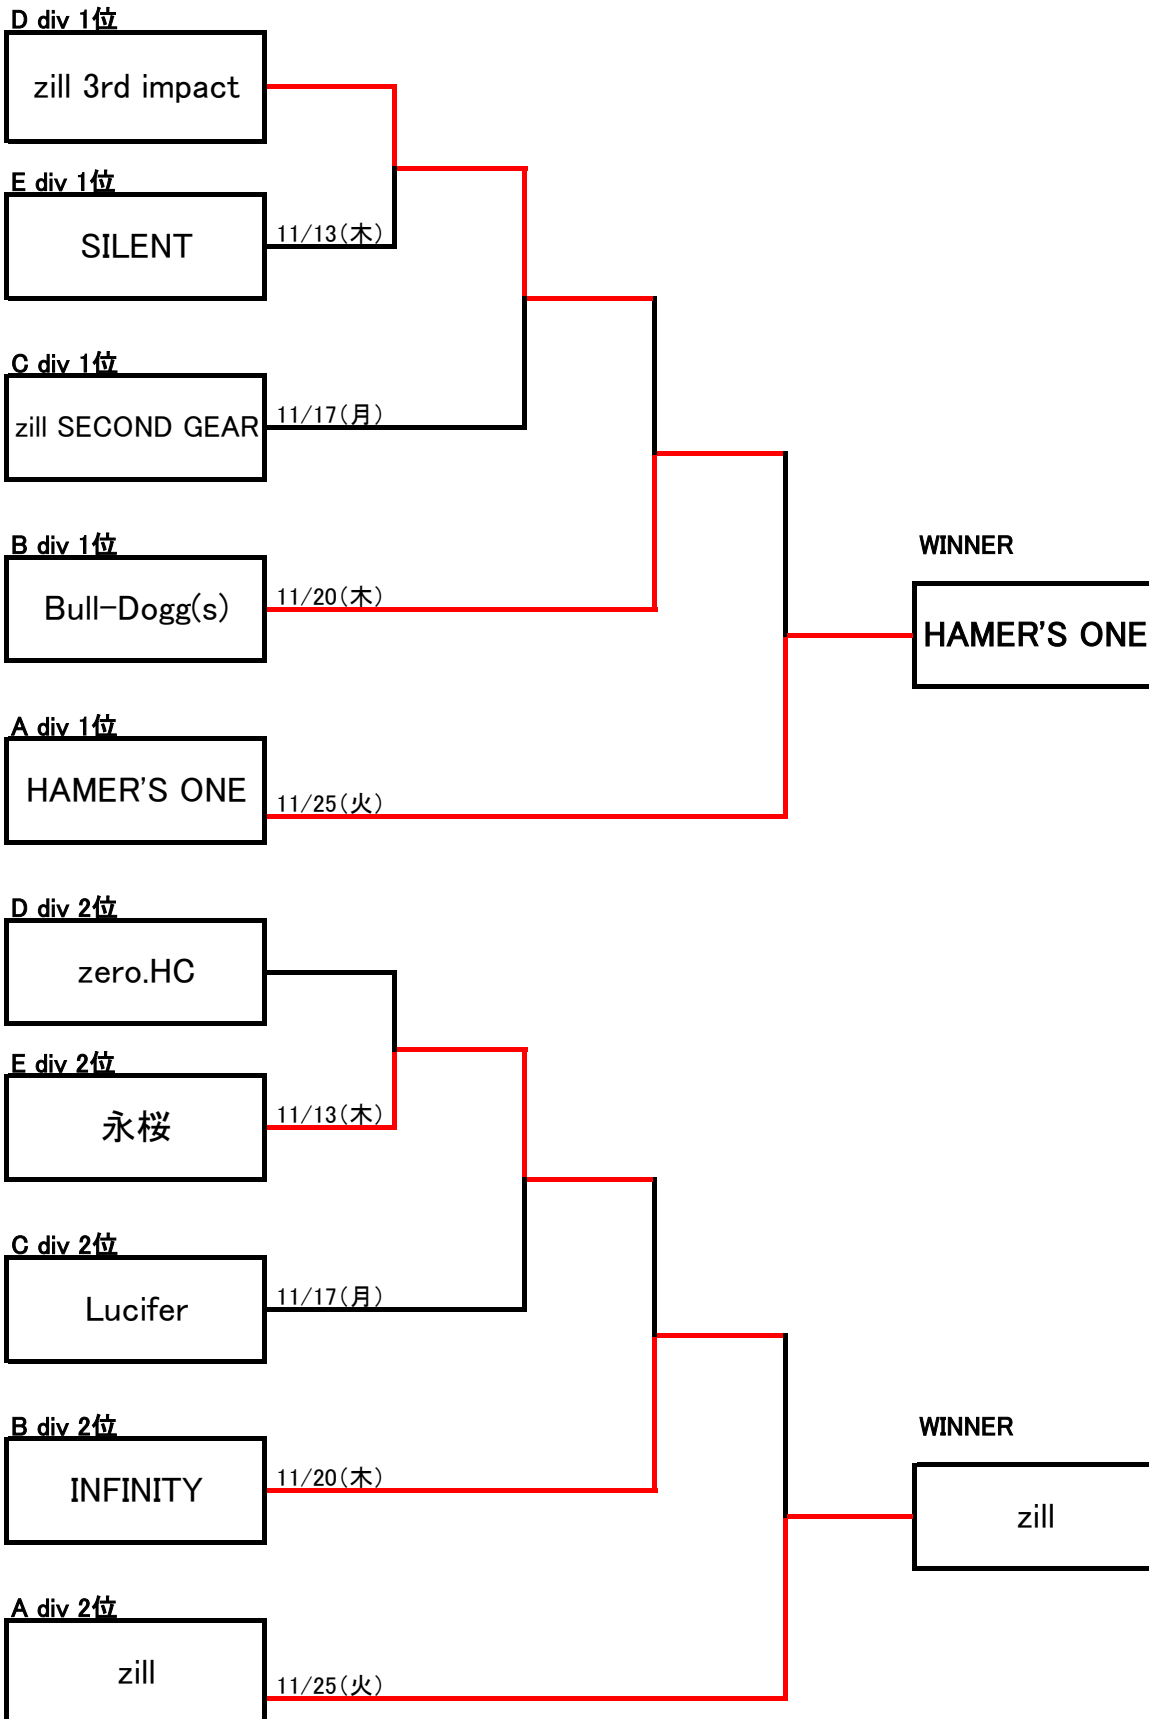 D div 1位
zill 3rd impact
E div 1位
SILENT
11/13(木)
C div 1位
zill SECOND GEAR
11/17(月)
B div 1位
Bull-Dogg(s)
11/20(木)
WINNER
HAMER'S ONE
A div 1位
HAMER'S ONE
11/25(火)
D div 2位
zero.HC
E div 2位
永桜
11/13(木)
C div 2位
Lucifer
11/17(月)
B div 2位
INFINITY
11/20(木)
WINNER
zill
A div 2位
zill
11/25(火)